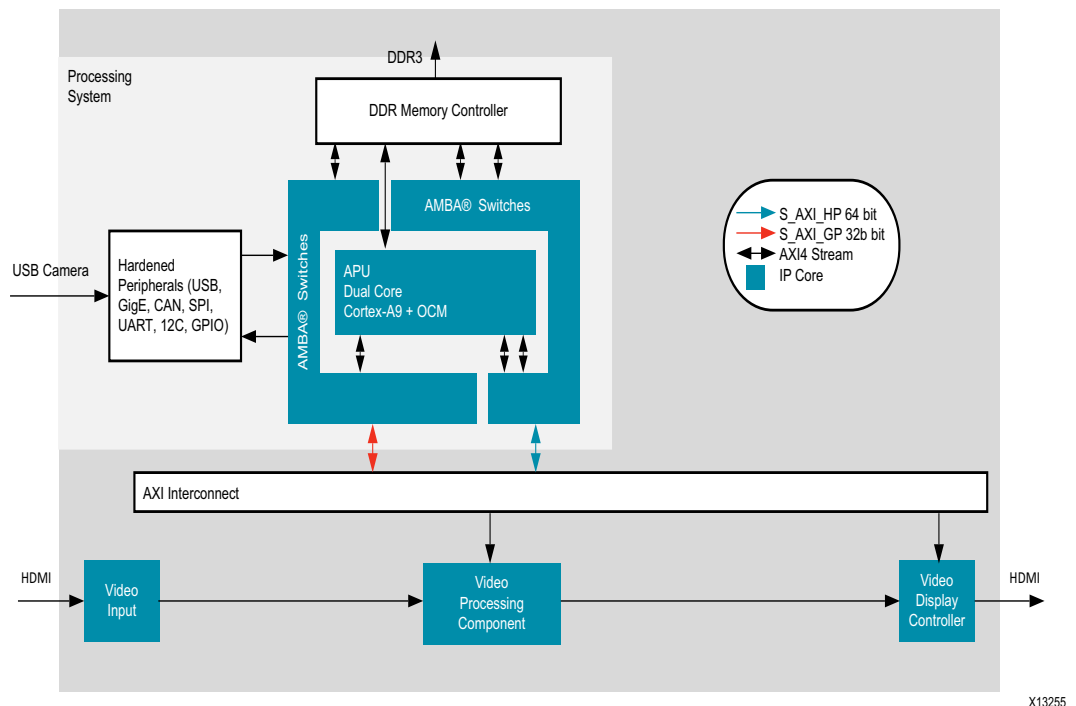 DDR3
Processing
System
DDR Memory Controller
AMBA® Switches
S_AXI_HP 64 bit
S_AXI_GP 32b bit
AXI4 Stream
IP Core
USB Camera
Hardened
Peripherals (USB,
GigE, CAN, SPI,
UART, 12C, GPIO)
AMBA® Switches
APU
Dual Core
Cortex-A9 + OCM
AXI Interconnect
HDMI
Video
Input
Video
Processing
Component
Video
Display
Controller
HDMI
X13255